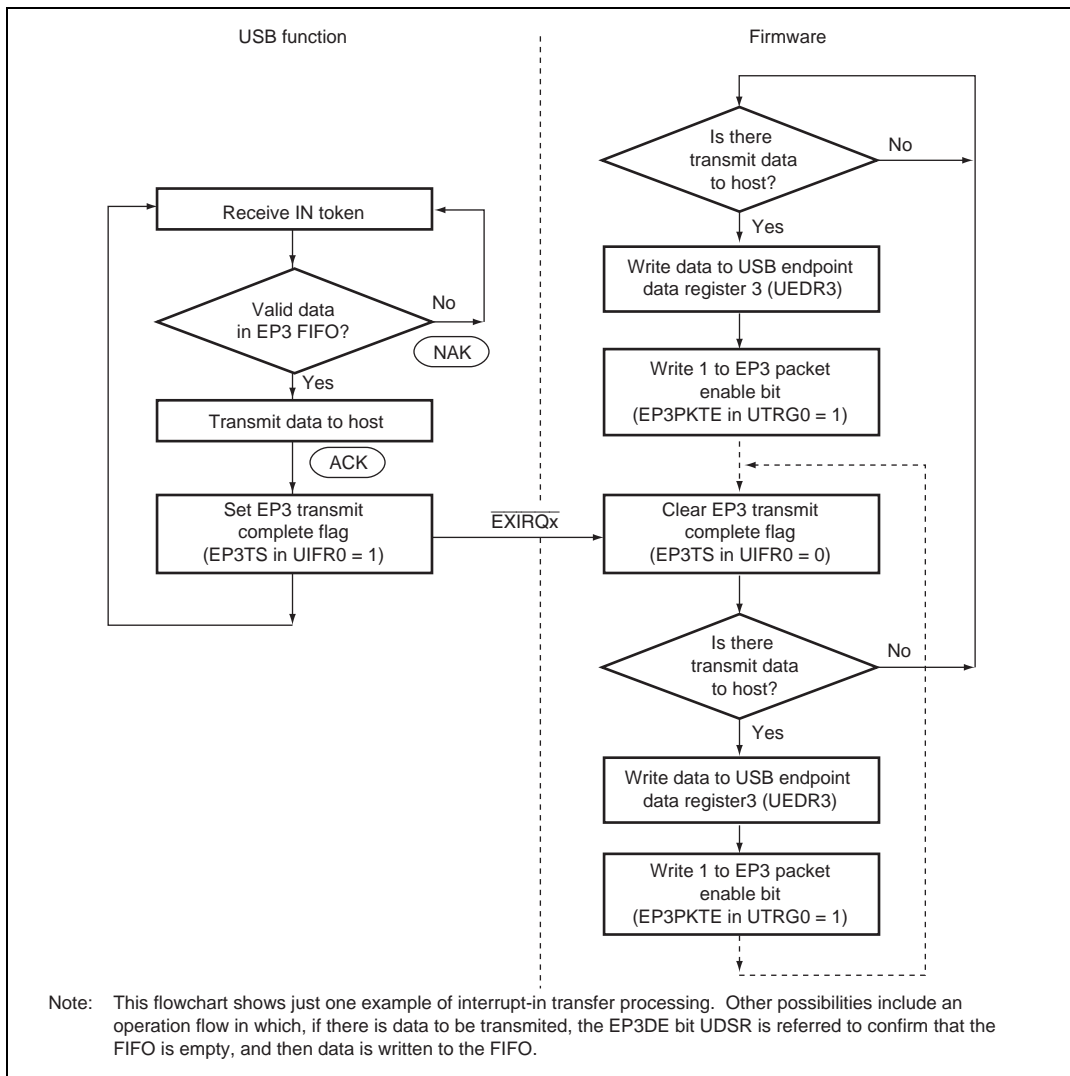 USB function
Firmware
Is there
transmit data
to host?
No
Yes
Receive IN token
Write data to USB endpoint
data register 3 (UEDR3)
Valid data
in EP3 FIFO?
No
NAK
Yes
Write 1 to EP3 packet
enable bit
(EP3PKTE in UTRG0 = 1)
Transmit data to host
ACK
Set EP3 transmit
complete flag
(EP3TS in UIFR0 = 1)
EXIRQx
Clear EP3 transmit
complete flag
(EP3TS in UIFR0 = 0)
Is there
transmit data
to host?
No
Yes
Write data to USB endpoint
data register3 (UEDR3)
Write 1 to EP3 packet
enable bit
(EP3PKTE in UTRG0 = 1)
Note: This flowchart shows just one example of interrupt-in transfer processing. Other possibilities include an
operation flow in which, if there is data to be transmitted, the EP3DE bit UDSR is referred to confirm that the
FIFO is empty, and then data is written to the FIFO.